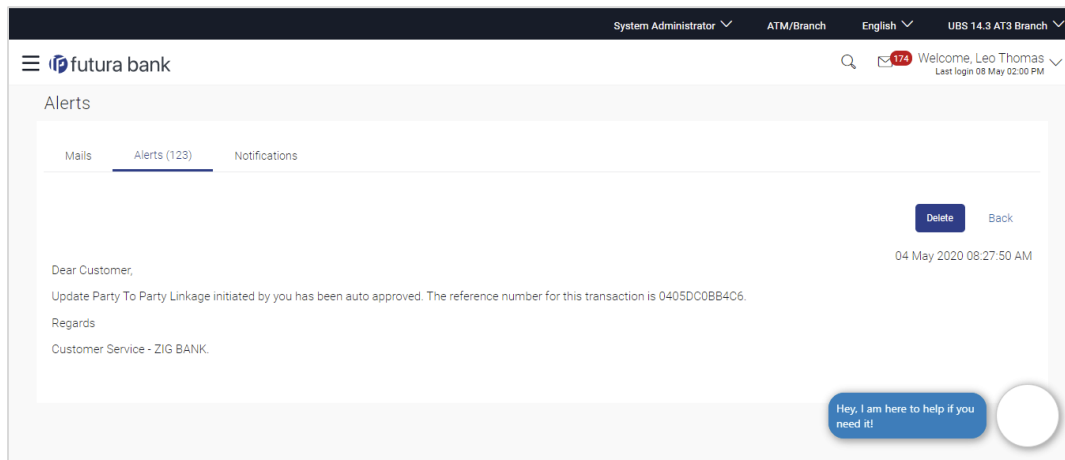 System Administrator ATM/Branch English UBS 14.3 AT3 Branch
futura bank 174 Welcome, Leo Thomas
Last login 08 May 02:00 PM
Alerts
Mails Alerts (123) Notifications
Delete Back
04 May 2020 08:27:50 AM
Dear Customer,
Update Party To Party Linkage initiated by you has been auto approved. The reference number for this transaction is 0405DC0BB4C6.
Regards
Customer Service - ZIG BANK.
Hey, I am here to help if you
need it!